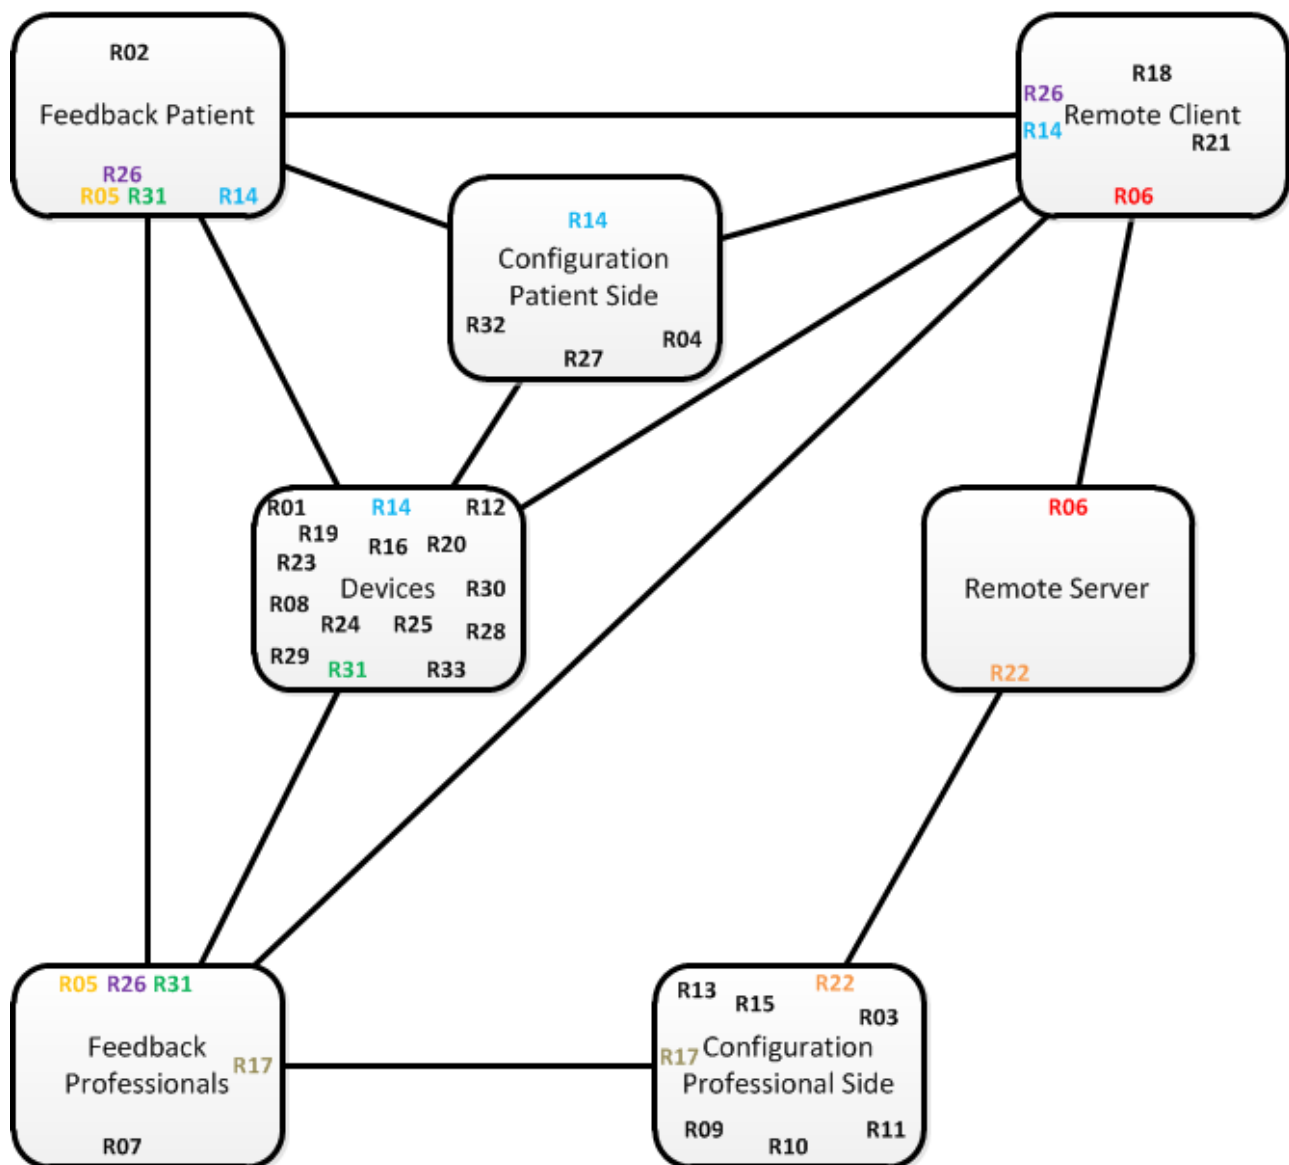 R02
Feedback Patient
R26
R05 R31 R14
R18
R26
Remote Client
R14
R21
R06
R14
Configuration
Patient Side
R32
R04
R27
R01 R14 R12
R19
R16 R20
R23
Devices
R30
R08
R24 R25
R28
R29
R31 R33
R06
Remote Server
R22
R05 R26 R31
Feedback
Professionals
R17
R07
R13
R15
R22
R03
R17
Configuration
Professional Side
R09
R10
R11